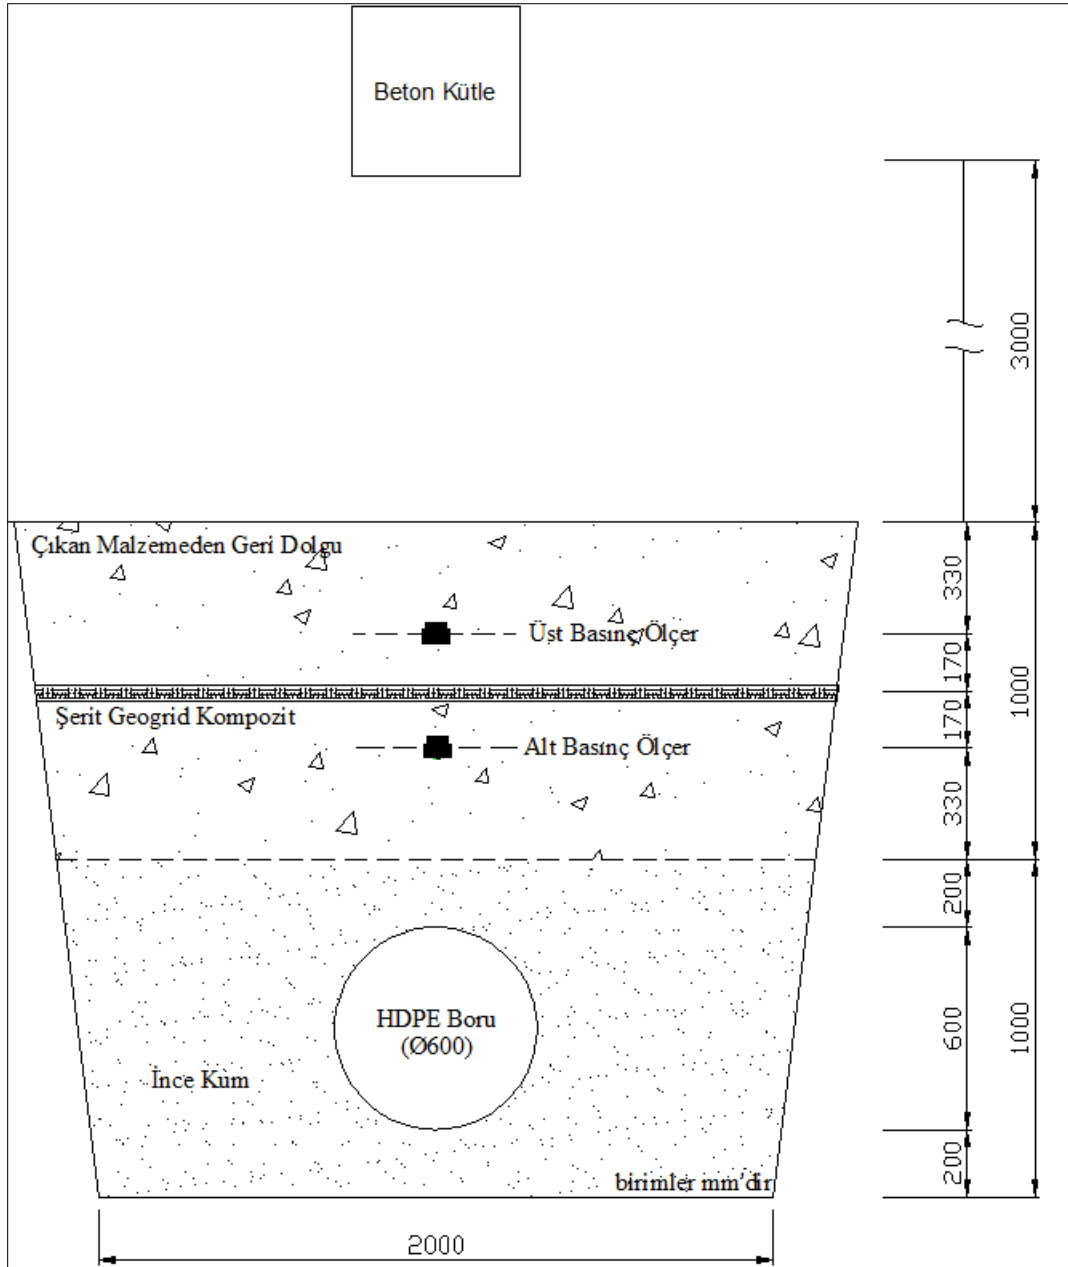 Beton Kütle
3000
Çıkan Malzemeden Geri Dolgu
330
Üst Basınç Ölçer
170
1000
Şerit Geogrid Kompozit
170
Alt Basınç Ölçer
330
200
HDPE Boru
(Ø600)
600
1000
İnce Kum
200
birimler mm'dir
2000